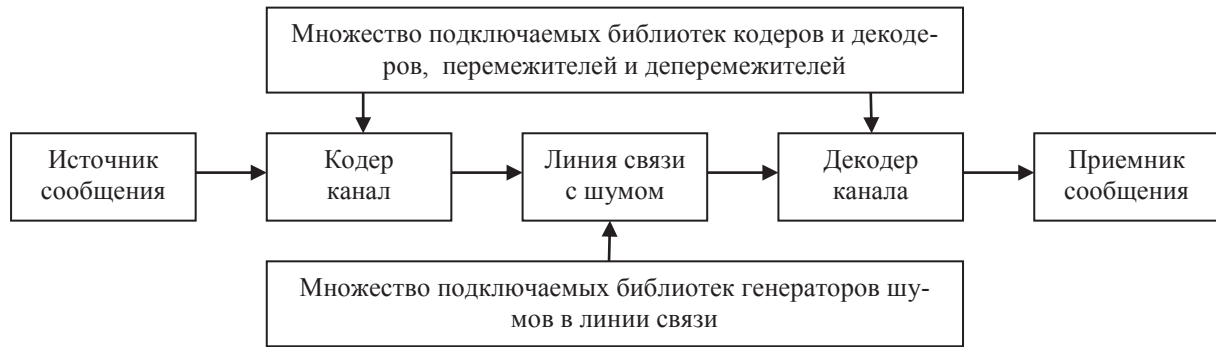 Множество подключаемых библиотек кодеров и декоде-
ров,  перемежителей и деперемежителей
Источник
сообщения
Кодер
канал
Линия связи
с шумом
Декодер
канала
Приемник
сообщения
Множество подключаемых библиотек генераторов шу-
мов в линии связи